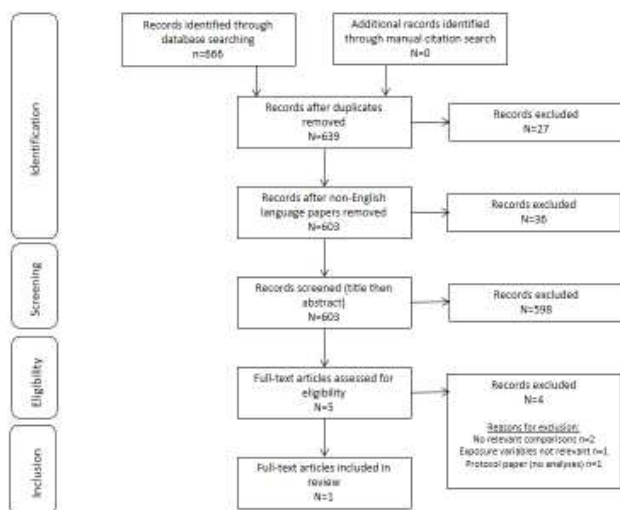 Records identified through
database searching
n=666
Additional records identified
through manual citation search
N=0
Identification
Records after duplicates
removed
N=639
Records excluded
N=27
Records after non-English
language papers removed
N=603
Records excluded
N=36
Screening
Records screened (title then
abstract)
N=603
Records excluded
N=598
Eligibility
Full-text articles assessed for
eligibility
N=5
Records excluded
N=4
Reasons for exclusion:
No relevant comparisons n=2
Exposure variables not relevant n=1
Protocol paper (no analyses) n=1
Inclusion
Full-text articles included in
review
N=1